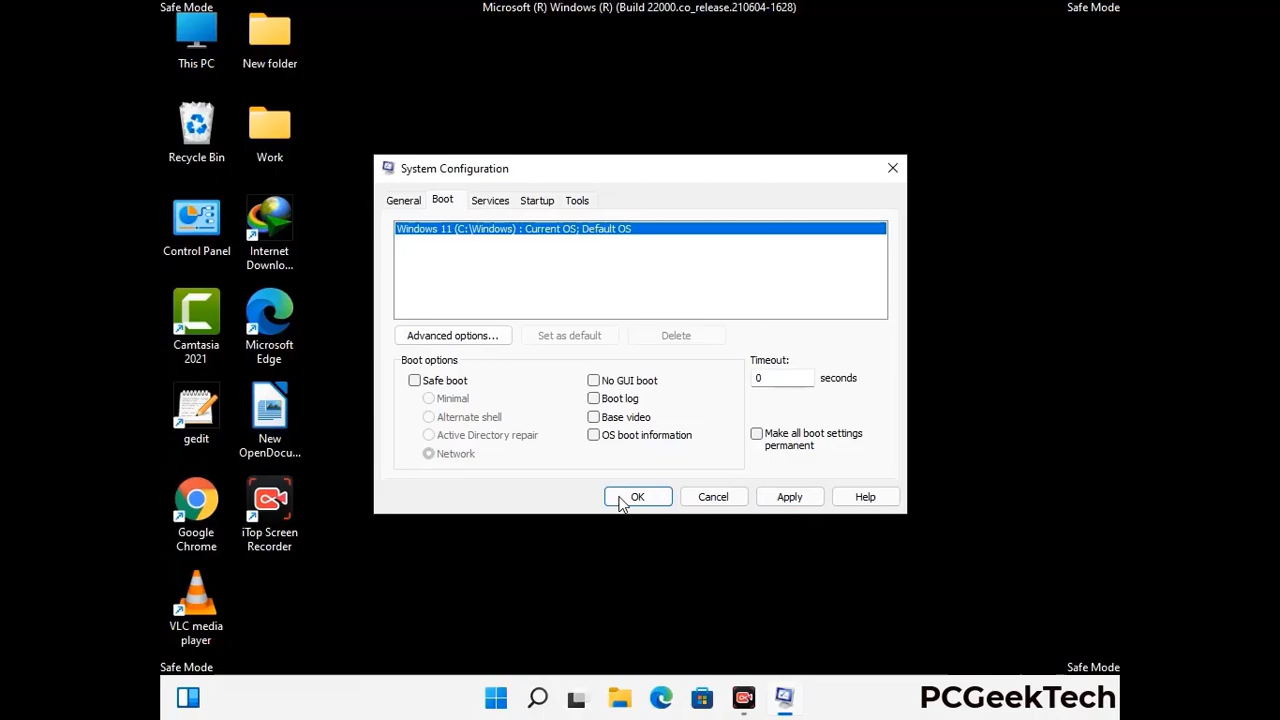 Safe Mode
Microsoft (R) Windows (R) (Build 22000.co_release.210604-1628)
Safe Mode
This PC
New folder
Recycle Bin
Work
Control Panel
Internet
Downlo...
Camtasia
2021
Microsoft
Edge
gedit
New
OpenDocu...
Google
Chrome
iTop Screen
Recorder
VLC media
player
System Configuration
General
Boot
Services
Startup
Tools
Windows 11 (C:\Windows) : Current OS; Default OS
Advanced options...
Set as default
Delete
Boot options
Safe boot
Minimal
Alternate shell
Active Directory repair
Network
No GUI boot
Boot log
Base video
OS boot information
Timeout:
0 seconds
Make all boot settings
permanent
OK
Cancel
Apply
Help
Safe Mode
Safe Mode
PCGeekTech